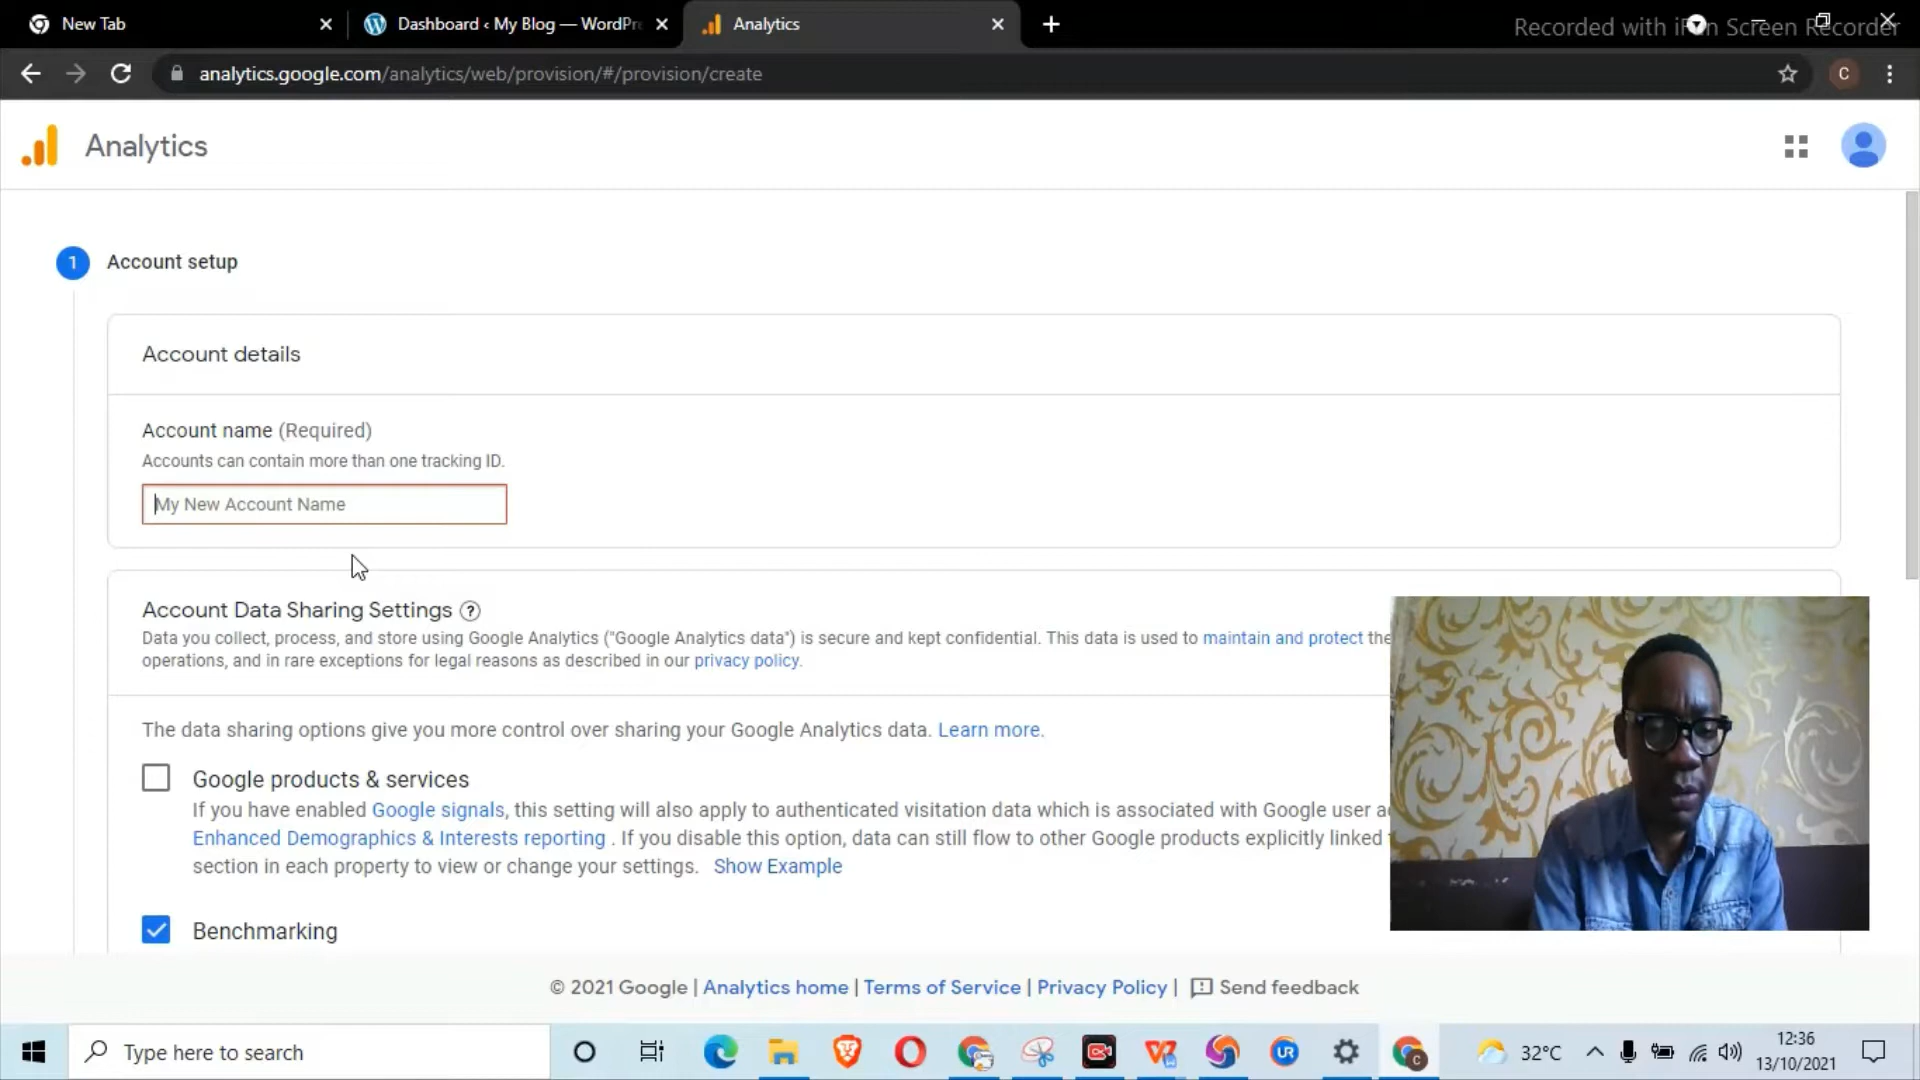 New Tab
Dashboard ‹ My Blog — WordPr
Analytics
Recorded with iFun Screen Recorder
analytics.google.com/analytics/web/provision/#/provision/create
C
Analytics
1 Account setup
Account details
Account name (Required)
Accounts can contain more than one tracking ID.
My New Account Name
Account Data Sharing Settings ?
Data you collect, process, and store using Google Analytics ("Google Analytics data") is secure and kept confidential. This data is used to maintain and protect the
operations, and in rare exceptions for legal reasons as described in our privacy policy.
The data sharing options give you more control over sharing your Google Analytics data. Learn more.
Google products & services
If you have enabled Google signals, this setting will also apply to authenticated visitation data which is associated with Google user a
Enhanced Demographics & Interests reporting . If you disable this option, data can still flow to other Google products explicitly linked
section in each property to view or change your settings. Show Example
Benchmarking
© 2021 Google | Analytics home | Terms of Service | Privacy Policy | Send feedback
Type here to search
UR
C
32°C
12:36
13/10/2021